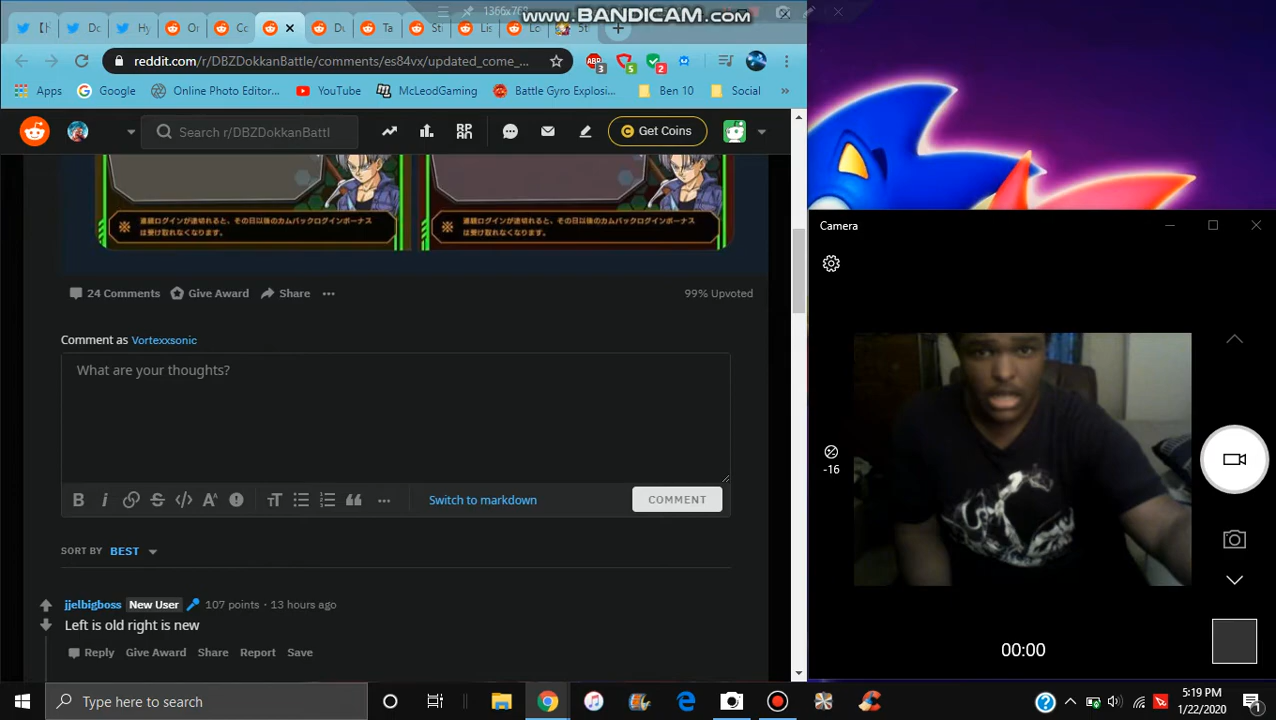 1366x768
www.BANDICAM.com
Apps
Google
Online Photo Editor...
YouTube
McLeodGaming
Battle Gyro Explosi...
Ben 10
Social
»
reddit.com/r/DBZDokkanBattle/comments/es84vx/updated_come_...
ABP
3
5
2
Search r/DBZDokkanBattl
Get Coins
※ 連続ログインが途切れると、その日以後のカムバックログインボーナス
は受け取れなくなります。
※ 連続ログインが途切れると、その日以後のカムバックログインボーナス
は受け取れなくなります。
24 Comments
Give Award
Share
99% Upvoted
Comment as Vortexxsonic
What are your thoughts?
Switch to markdown
COMMENT
SORT BY BEST
jjelbigboss New User 107 points · 13 hours ago
Left is old right is new
Reply Give Award Share Report Save
Camera
-16
00:00
Type here to search
5:19 PM
1/22/2020
1